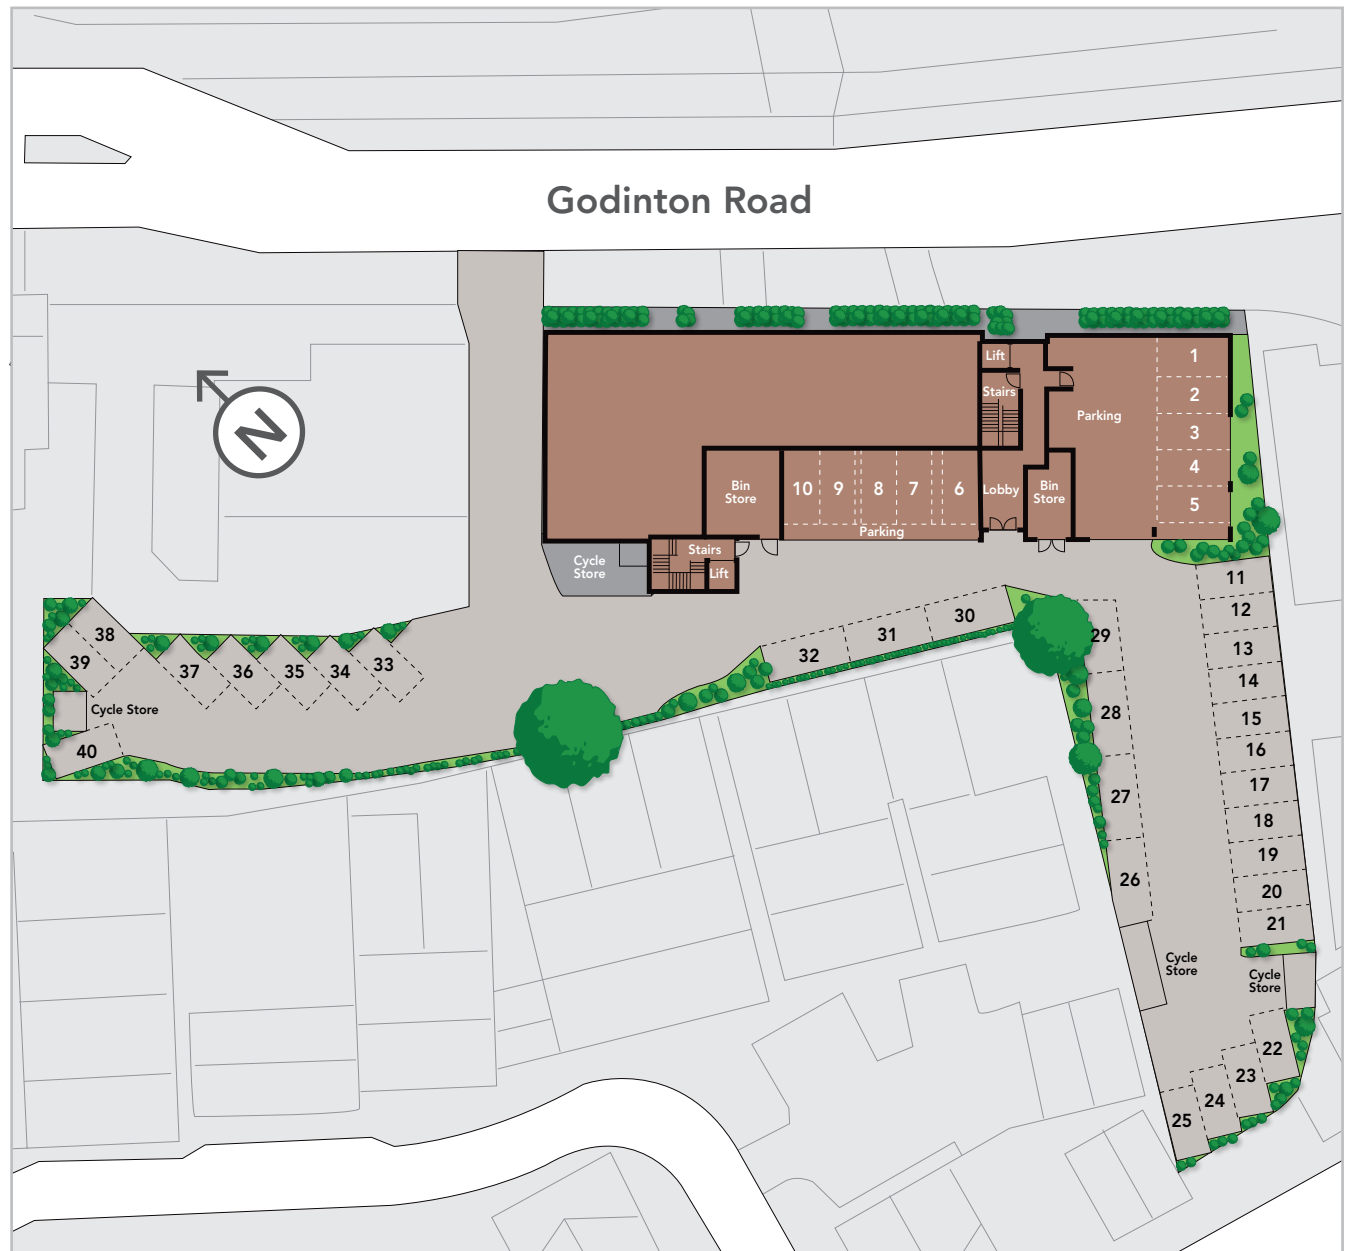 Godinton Road
N
Lift
1
Stairs
2
Parking
3
4
5
Bin
Store
10
9
8
7
6
Lobby
Bin
Store
Parking
Stairs
Lift
Cycle
Store
11
12
13
14
15
16
17
18
19
20
21
30
31
32
29
28
27
26
38
39
37
36
35
34
33
Cycle Store
40
Cycle
Store
Cycle
Store
22
23
24
25